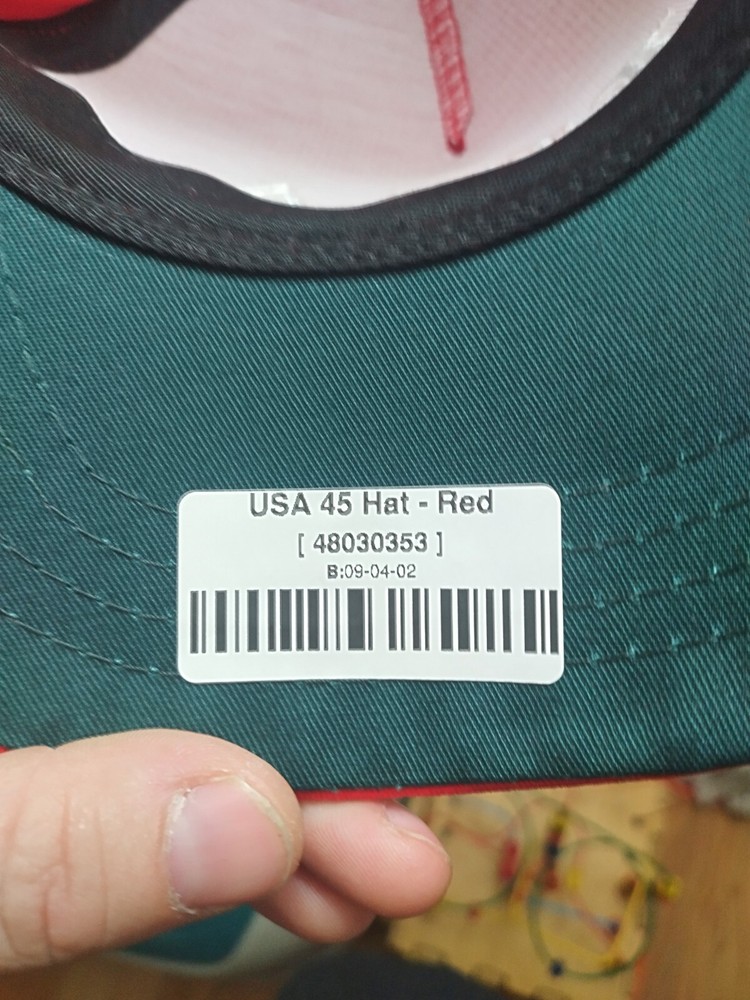 USA 45 Hat - Red
[ 48030353 ]
B:09-04-02